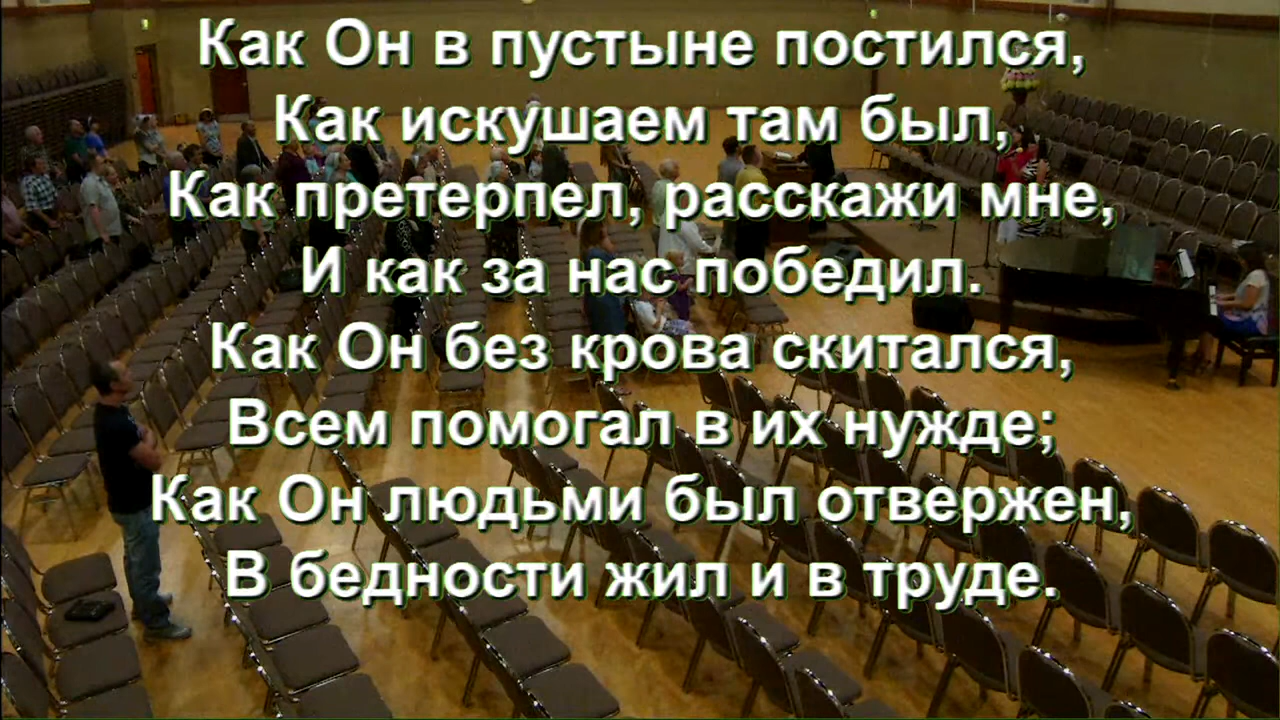 Как Он в пустыне постился,
Как искушаем там был,
Как претерпел, расскажи мне,
И как за нас победил.
Как Он без крова скитался,
Всем помогал в их нужде;
Как Он людьми был отвержен,
В бедности жил и в труде.